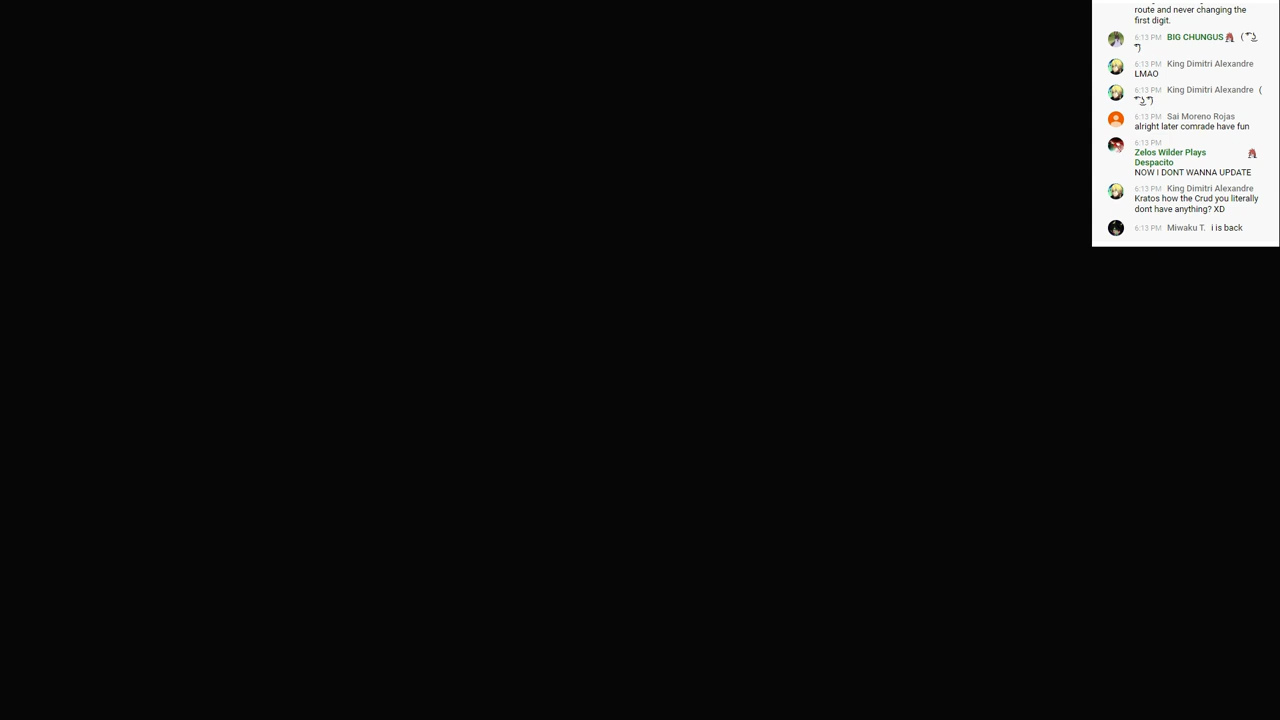 route and never changing the
first digit.
6:13 PM BIG CHUNGUS ( ͡° ͜ʖ
͡°)
6:13 PM King Dimitri Alexandre
LMAO
6:13 PM King Dimitri Alexandre (
͡° ͜ʖ ͡°)
6:13 PM Sai Moreno Rojas
alright later comrade have fun
6:13 PM
Zelos Wilder Plays
Despacito
NOW I DONT WANNA UPDATE
6:13 PM King Dimitri Alexandre
Kratos how the Crud you literally
dont have anything? XD
6:13 PM Miwaku T. i is back